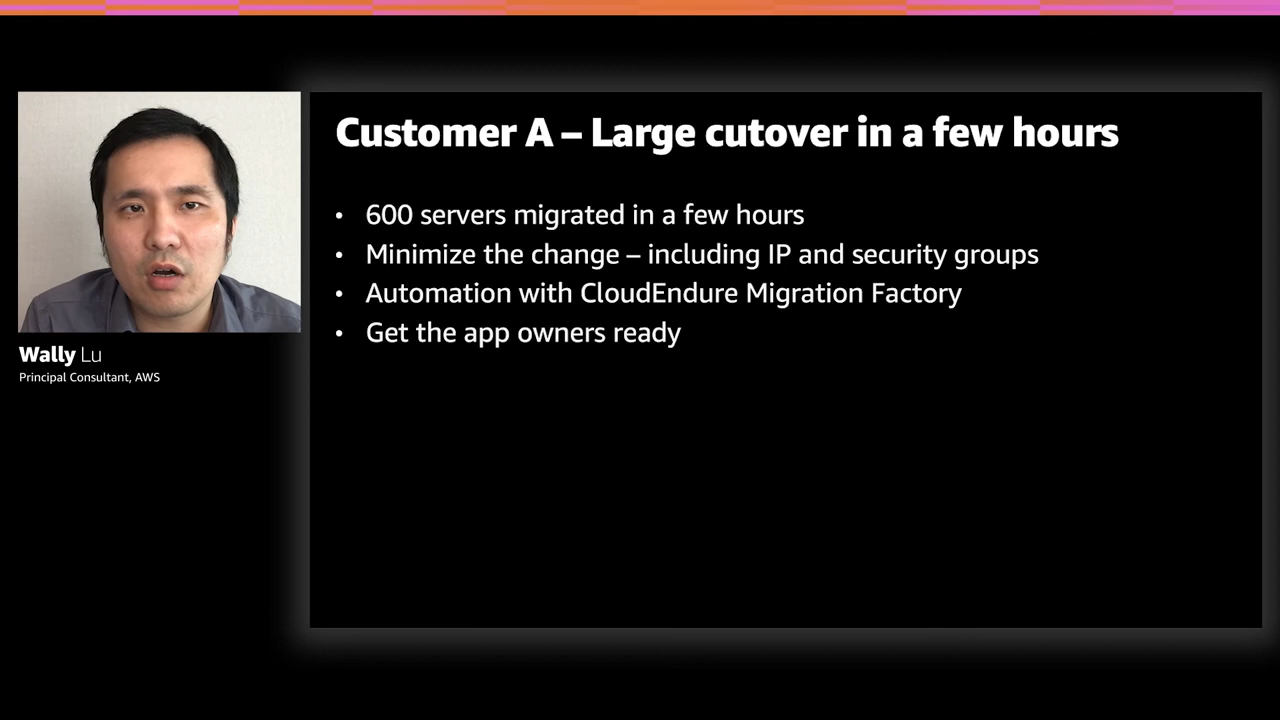 Customer A – Large cutover in a few hours
• 600 servers migrated in a few hours
• Minimize the change – including IP and security groups
• Automation with CloudEndure Migration Factory
• Get the app owners ready
Wally Lu
Principal Consultant, AWS